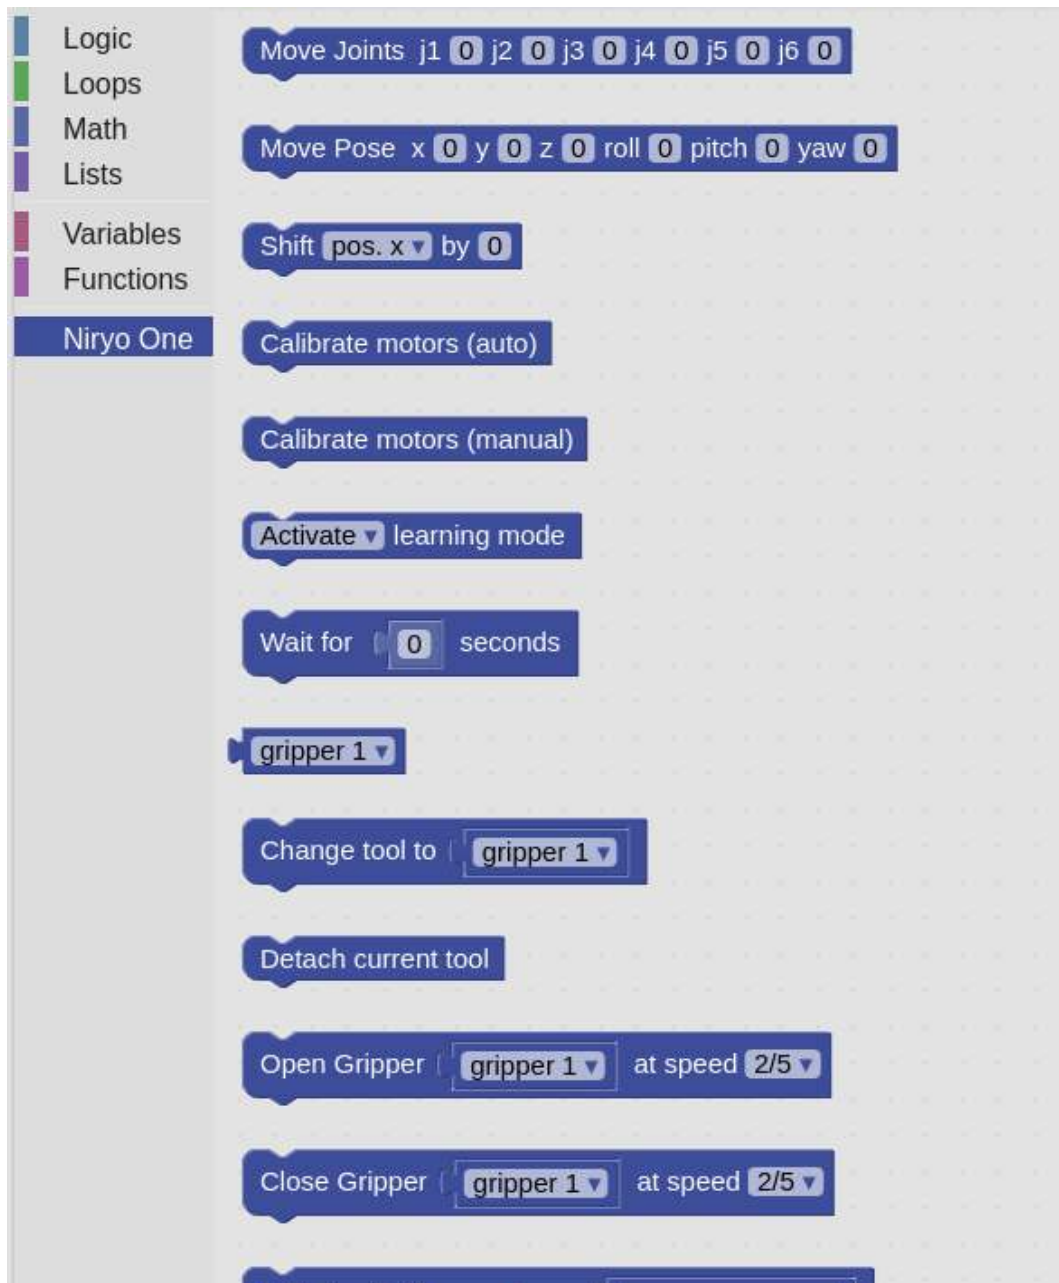 Logic
Loops
Math
Lists
Variables
Functions
Niryo One
Move Joints j1 0 j2 0 j3 0 j4 0 j5 0 j6 0
Move Pose x 0 y 0 z 0 roll 0 pitch 0 yaw 0
Shift pos. x by 0
Calibrate motors (auto)
Calibrate motors (manual)
Activate learning mode
Wait for 0 seconds
gripper 1
Change tool to gripper 1
Detach current tool
Open Gripper gripper 1 at speed 2/5
Close Gripper gripper 1 at speed 2/5